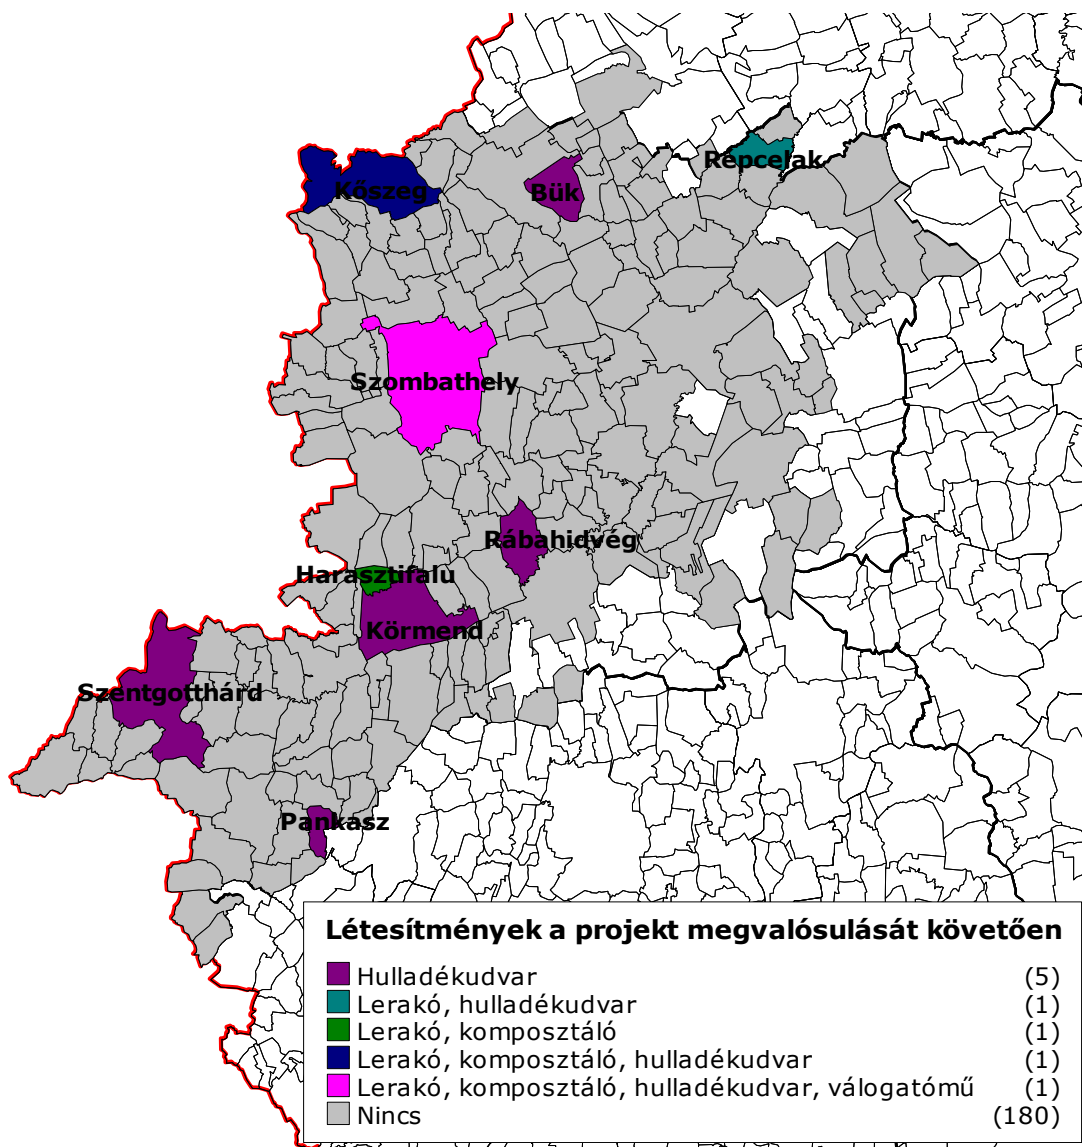 Répcelak
Kőszeg
Bük
Szombathely
Rábahidvég
Harasztifalu
Körmend
Szentgotthárd
Pankasz
Létesítmények a projekt megvalósulását követően
Hulladékudvar (5)
Lerakó, hulladékudvar (1)
Lerakó, komposztáló (1)
Lerakó, komposztáló, hulladékudvar (1)
Lerakó, komposztáló, hulladékudvar, válogatómű (1)
Nincs (180)